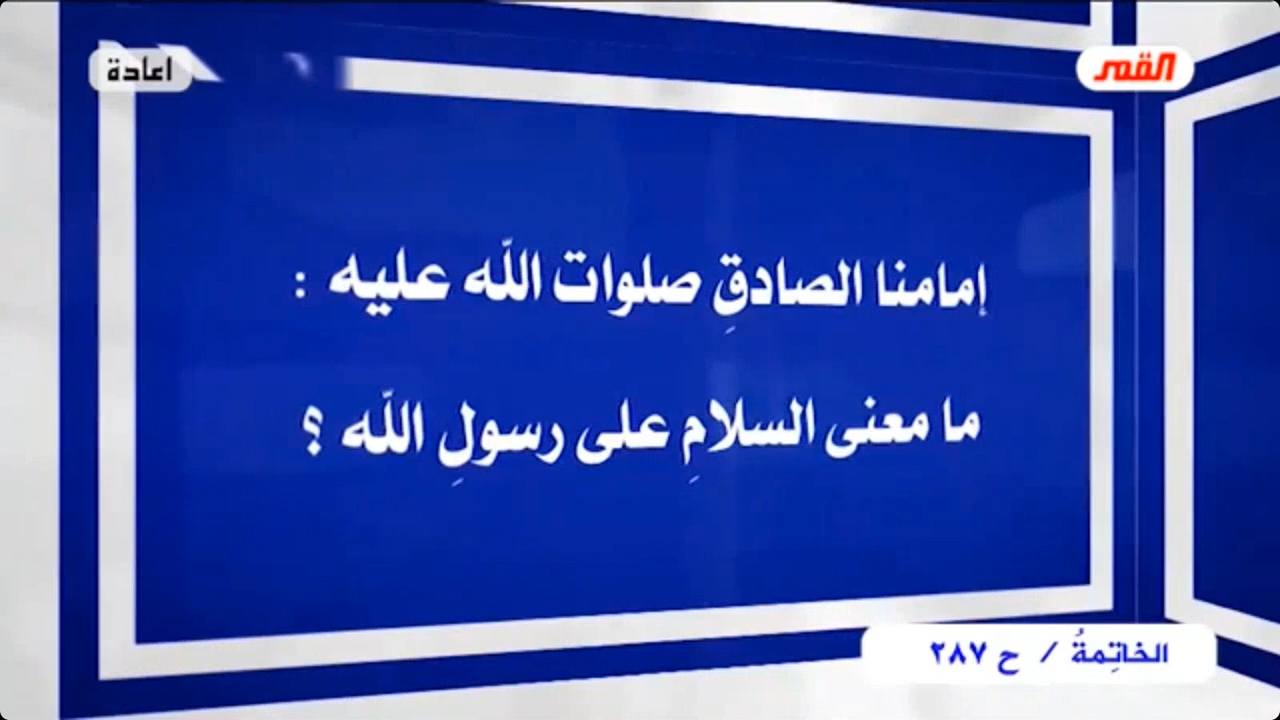 اعادة
القمر
إمامنا الصادقِ صلوات اللّه عليه :
ما معنى السلامِ على رسولِ اللّه ؟
الخاتِمةُ / ح ٢٨٧